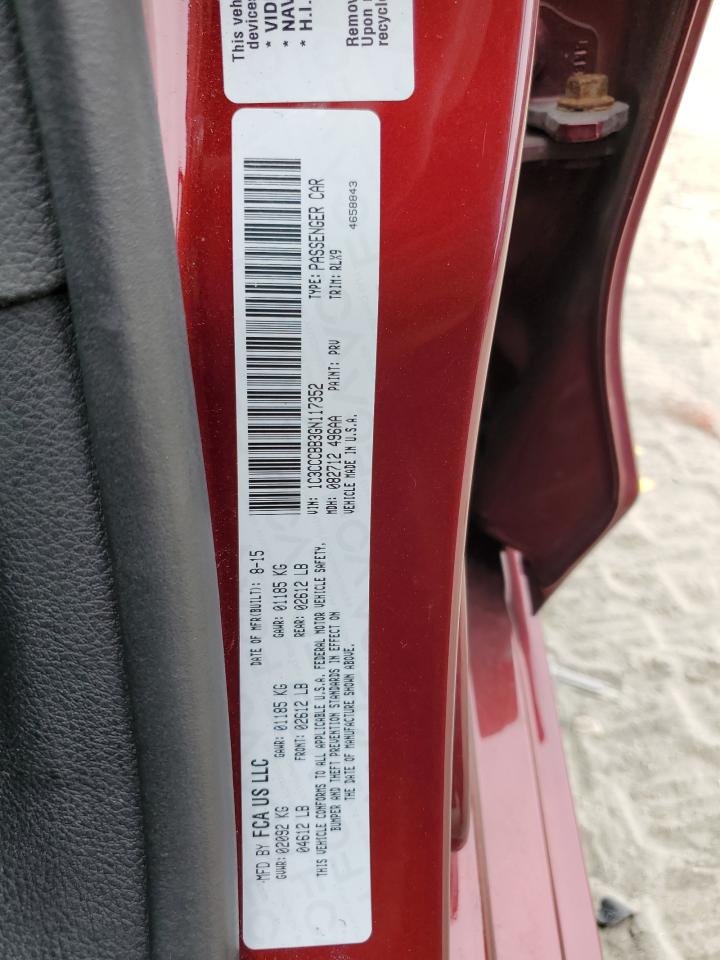 This veh
devices
* VID
* NAV
* H.I.
Remov
Upon
recycle
MFD BY FCA US LLC DATE OF MFR(BUILT): 8-15
GVWR: 02092 KG GAWR: 01185 KG GAWR: 01185 KG
04612 LB FRONT: 02612 LB REAR: 02612 LB
THIS VEHICLE CONFORMS TO ALL APPLICABLE U.S.A. FEDERAL MOTOR VEHICLE SAFETY,
BUMPER AND THEFT PREVENTION STANDARDS IN EFFECT ON
THE DATE OF MANUFACTURE SHOWN ABOVE.
VIN: 1C3CCCBB3GN117352 TYPE: PASSENGER CAR
MDH: 082712 496AA PAINT: PRV TRIM: RLX9
VEHICLE MADE IN U.S.A. 4658843